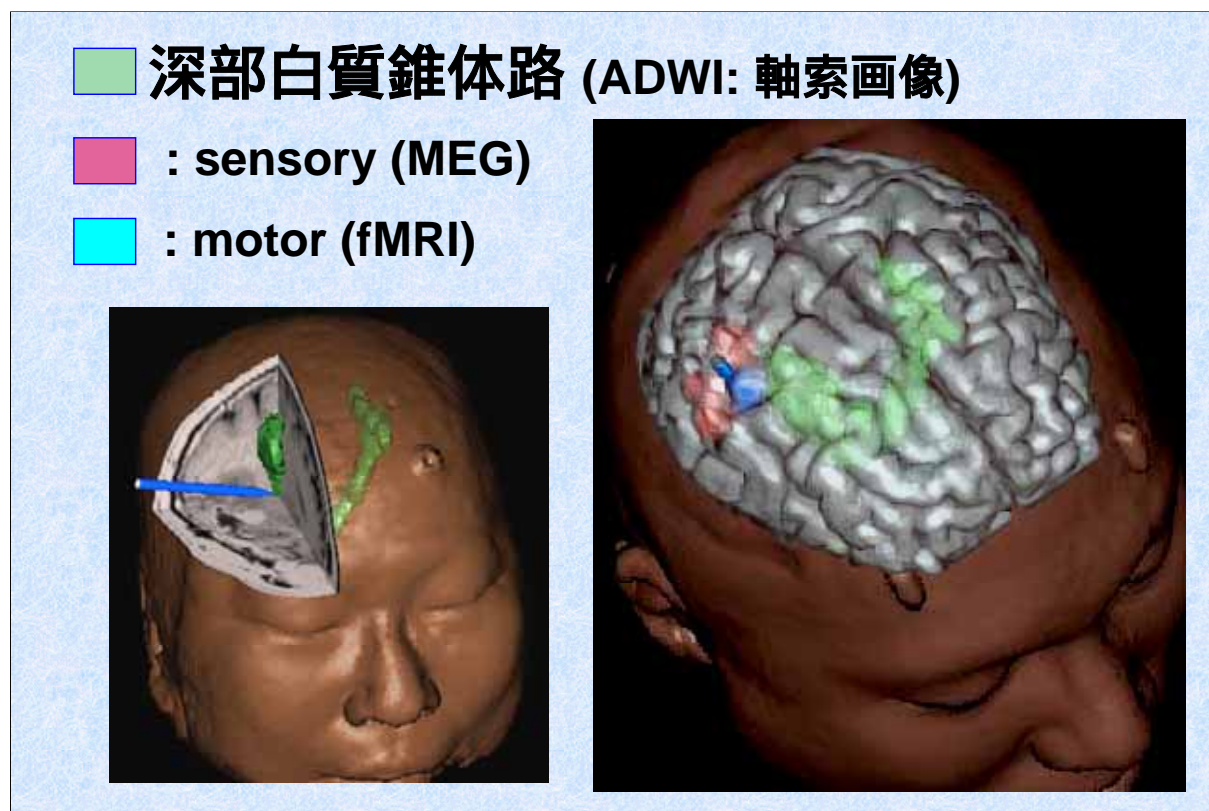 深部白質錐体路 (ADWI: 軸索画像)
: sensory (MEG)
: motor (fMRI)